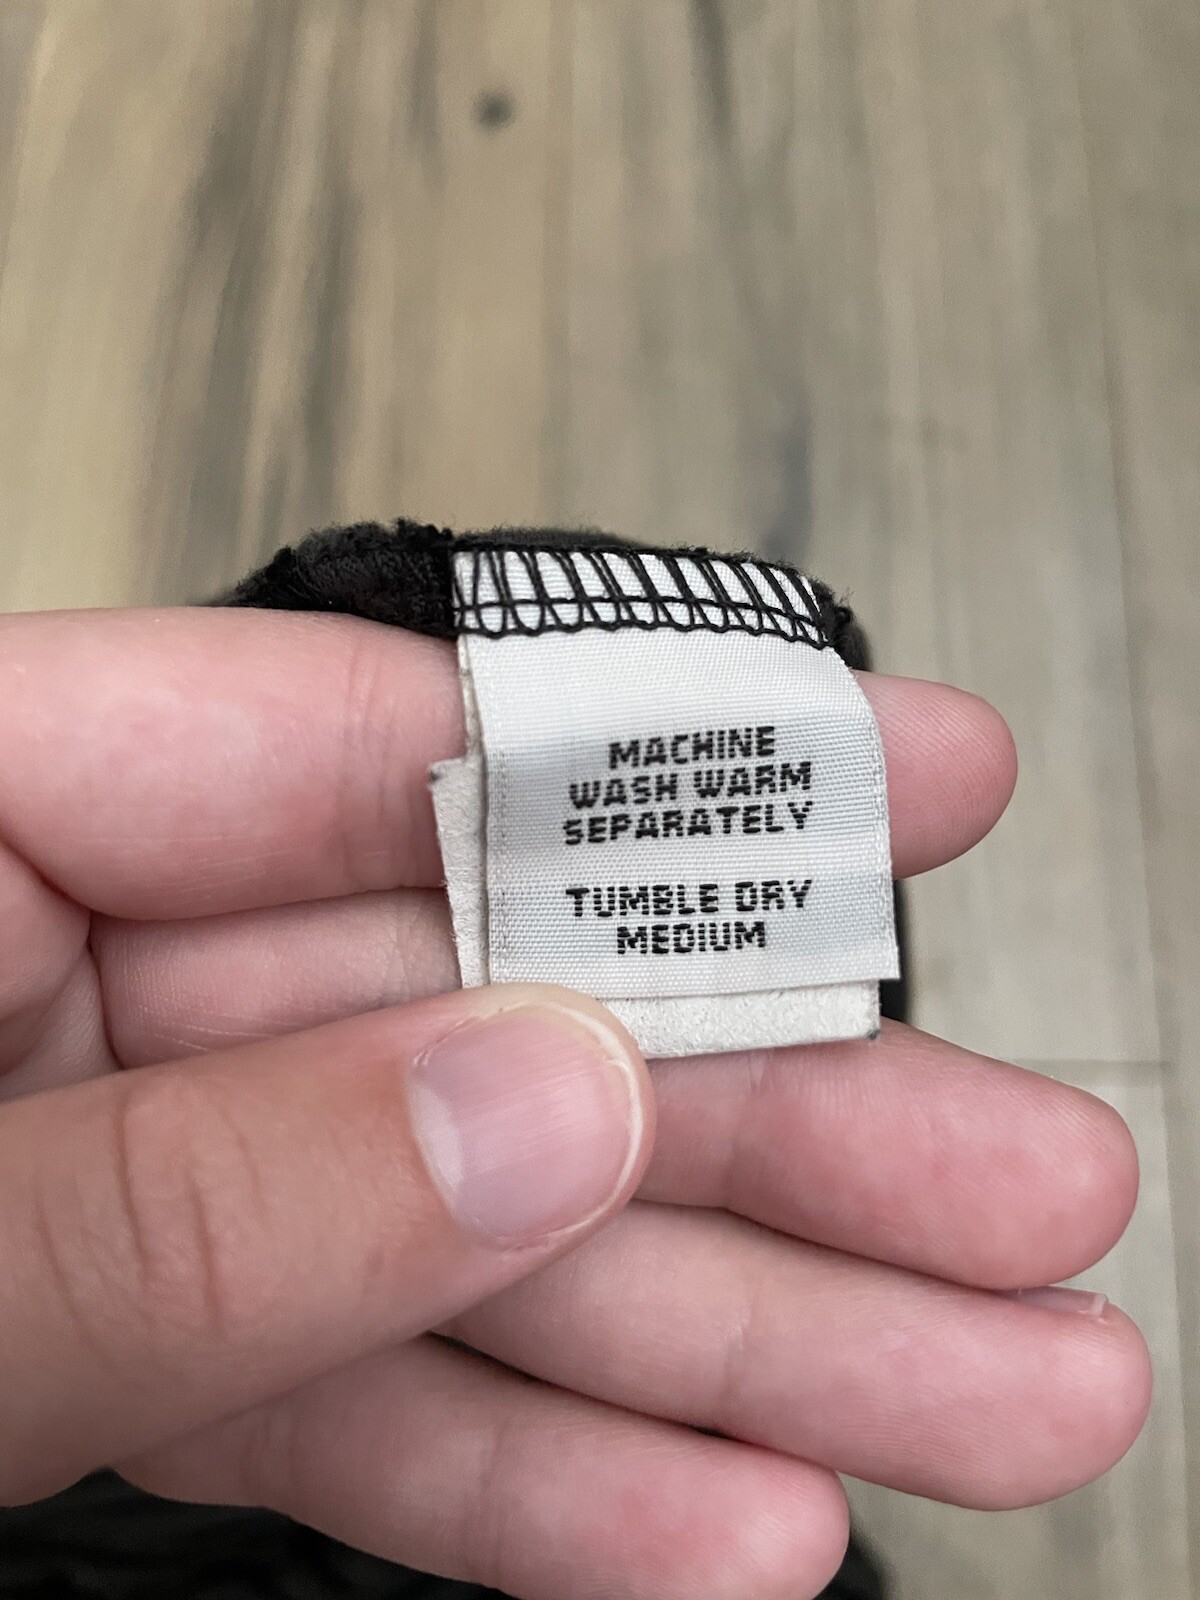 MACHINE
WASH WARM
SEPARATELY
TUMBLE DRY
MEDIUM